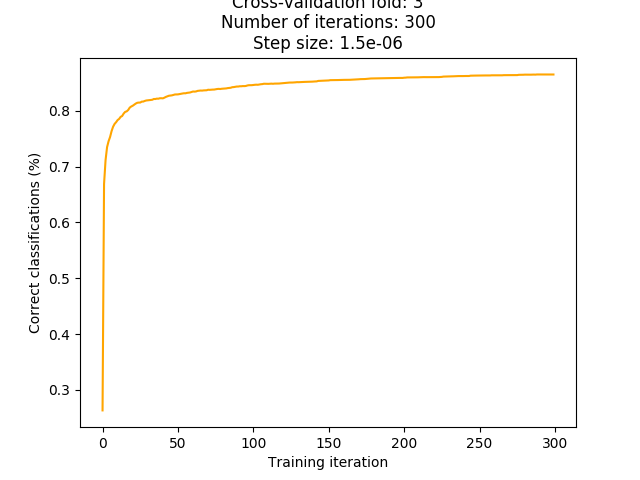 Cross-validation fold: 3
Number of iterations: 300
Step size: 1.5e-06
0.8
0.7
0.6
0.5
0.4
0.3
Correct classifications (%)
0 50 100 150 200 250 300
Training iteration